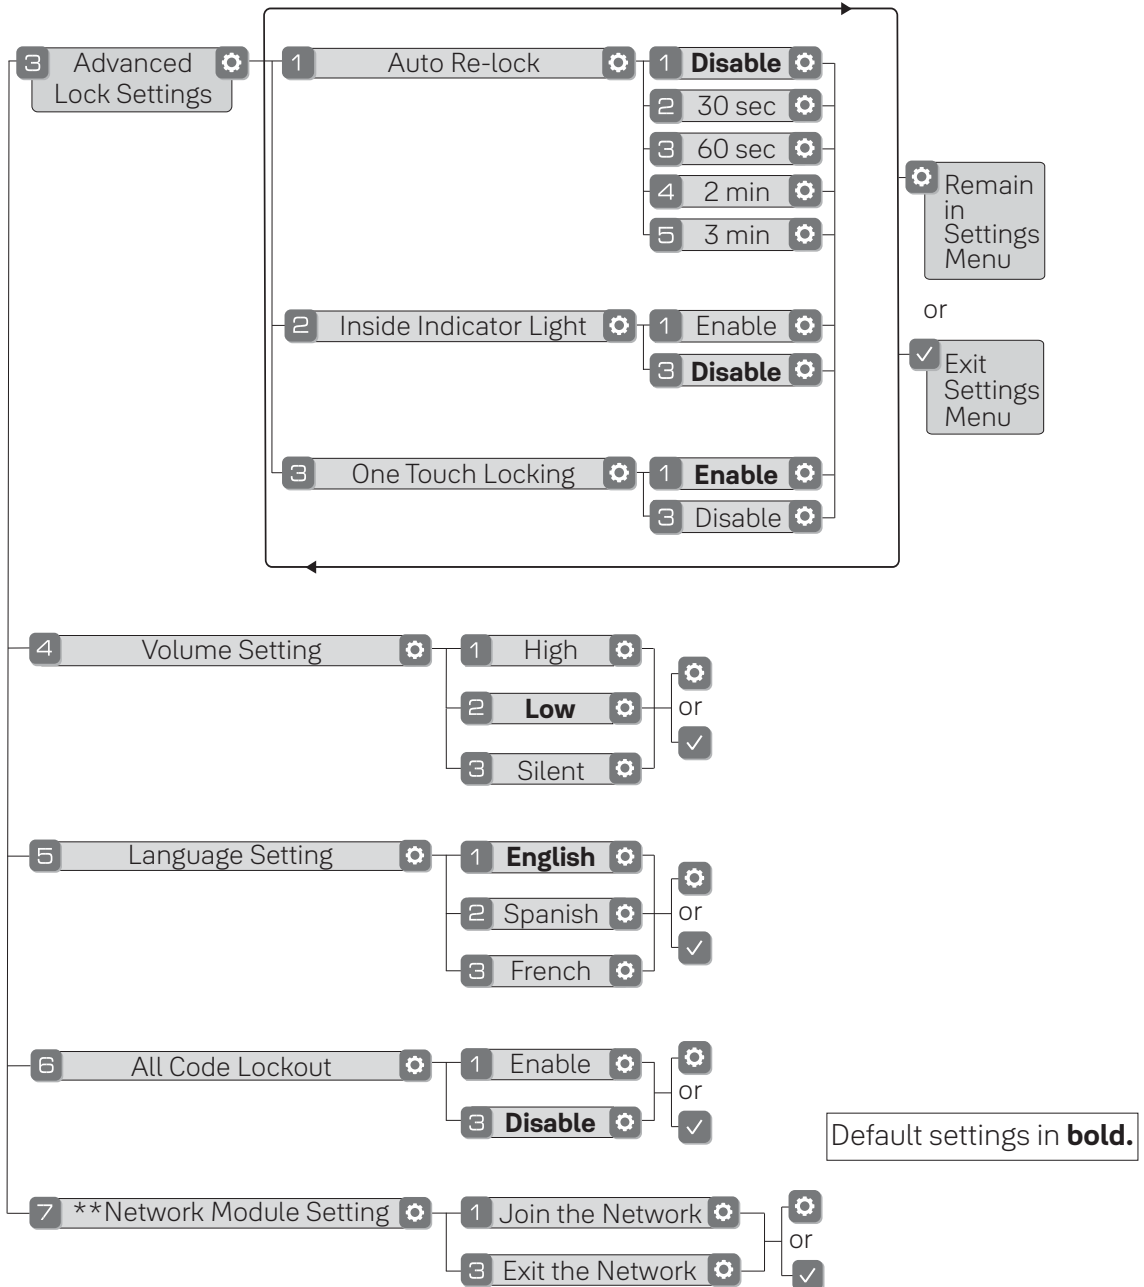 3 Advanced
Lock Settings
1 Auto Re-lock
1 Disable
2 30 sec
3 60 sec
4 2 min
5 3 min
2 Inside Indicator Light
1 Enable
3 Disable
3 One Touch Locking
1 Enable
3 Disable
Remain
in
Settings
Menu
or
Exit
Settings
Menu
4 Volume Setting
1 High
2 Low
3 Silent
or
5 Language Setting
1 English
2 Spanish
3 French
or
6 All Code Lockout
1 Enable
3 Disable
or
Default settings in bold.
7 **Network Module Setting
1 Join the Network
3 Exit the Network
or